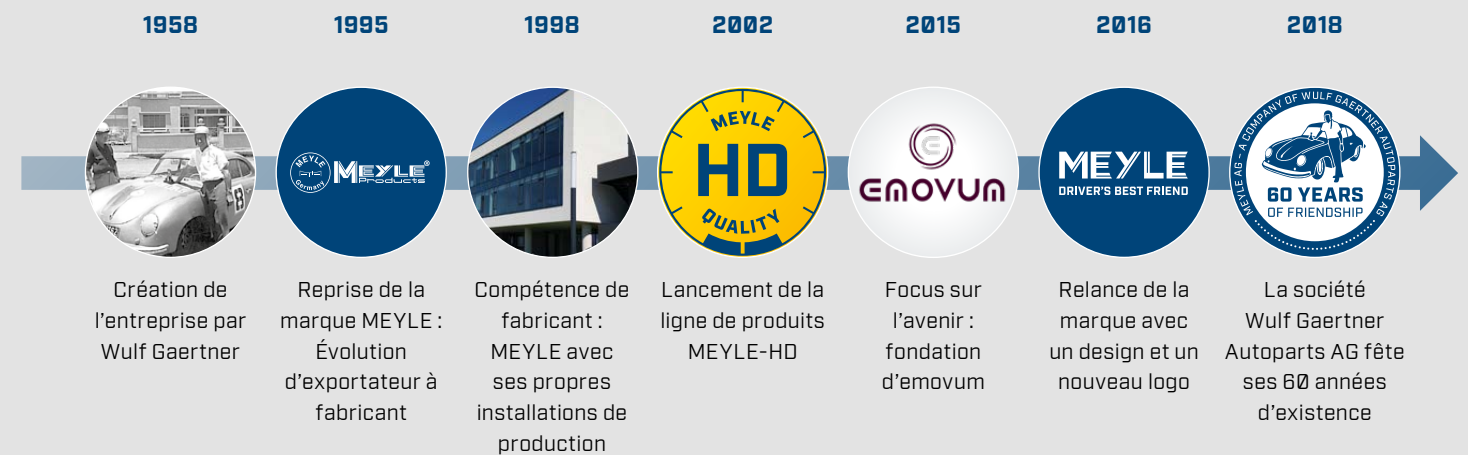 1958
1995
1998
2002
2015
2016
2018
MEYLE
Germany
MEYLE®
Products
MEYLE
HD
QUALITY
e
emovum
MEYLE
DRIVER'S BEST FRIEND
MEYLE AG – A COMPANY OF WULF GAERTNER AUTOPARTS AG
60 YEARS
OF FRIENDSHIP
Création de
l'entreprise par
Wulf Gaertner
Reprise de la
marque MEYLE :
Évolution
d'exportateur à
fabricant
Compétence de
fabricant :
MEYLE avec
ses propres
installations de
production
Lancement de la
ligne de produits
MEYLE-HD
Focus sur
l'avenir :
fondation
d'emovum
Relance de la
marque avec
un design et un
nouveau logo
La société
Wulf Gaertner
Autoparts AG fête
ses 60 années
d'existence